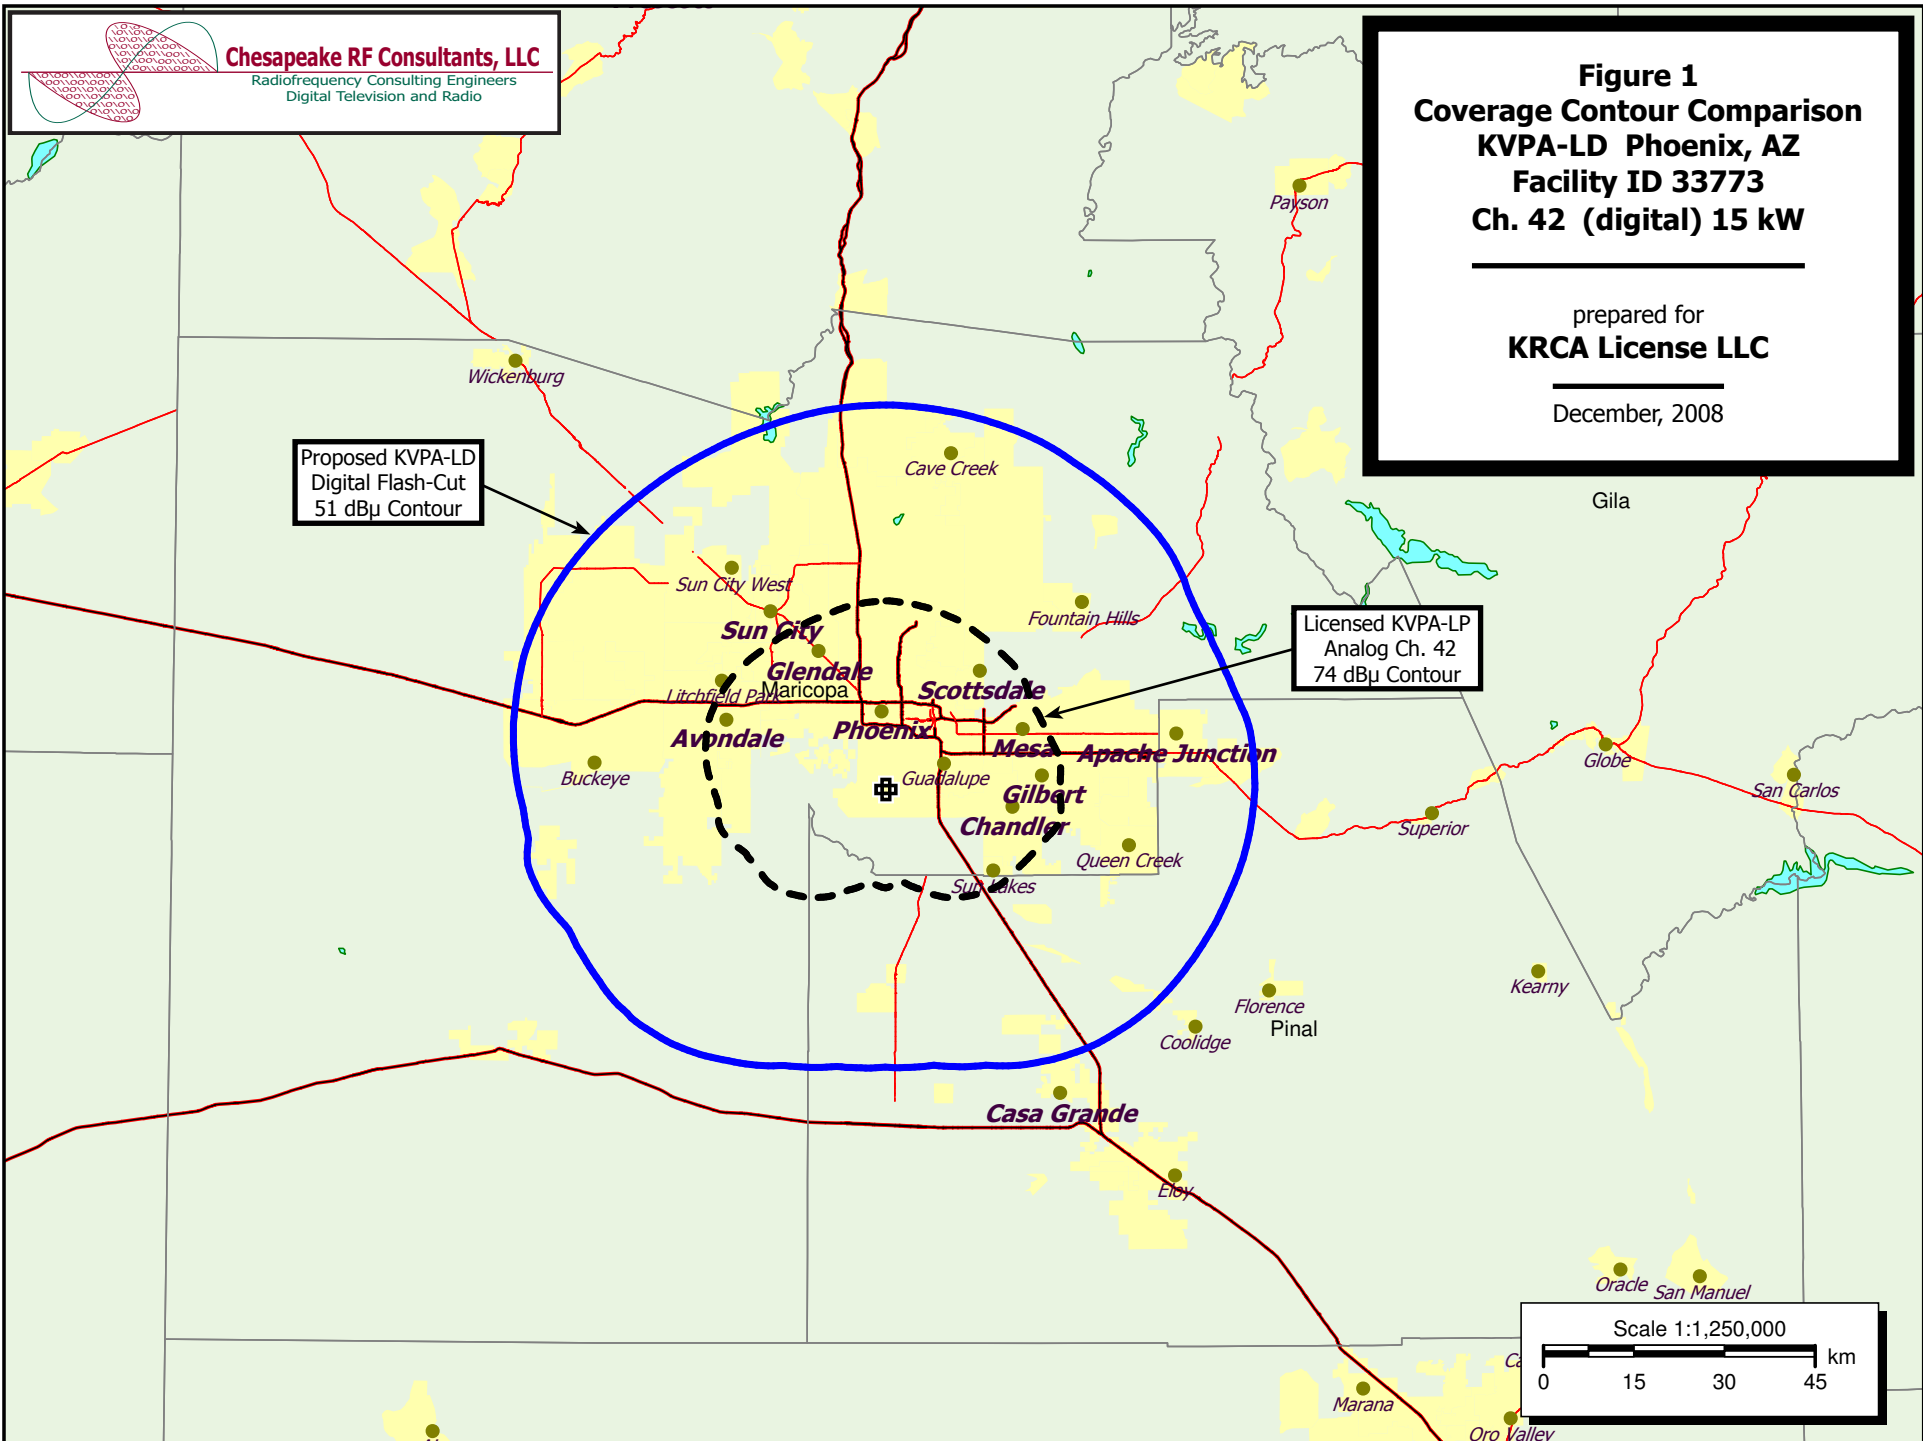 Chesapeake RF Consultants, LLC
Radiofrequency Consulting Engineers
Digital Television and Radio
Figure 1
Coverage Contour Comparison
KVPA-LD Phoenix, AZ
Facility ID 33773
Ch. 42 (digital) 15 kW
prepared for
KRCA License LLC
December, 2008
Payson
Wickenburg
Proposed KVPA-LD
Digital Flash-Cut
51 dBµ Contour
Cave Creek
Gila
Sun City West
Fountain Hills
Sun City
Licensed KVPA-LP
Analog Ch. 42
74 dBµ Contour
Glendale
Maricopa
Litchfield Park
Scottsdale
Avondale
Phoenix
Mesa
Apache Junction
Buckeye
Guadalupe
Globe
Gilbert
San Carlos
Chandler
Superior
Queen Creek
Sun Lakes
Kearny
Florence
Pinal
Coolidge
Casa Grande
Eloy
Oracle
San Manuel
Scale 1:1,250,000
km
0 15 30 45
Marana
Oro Valley